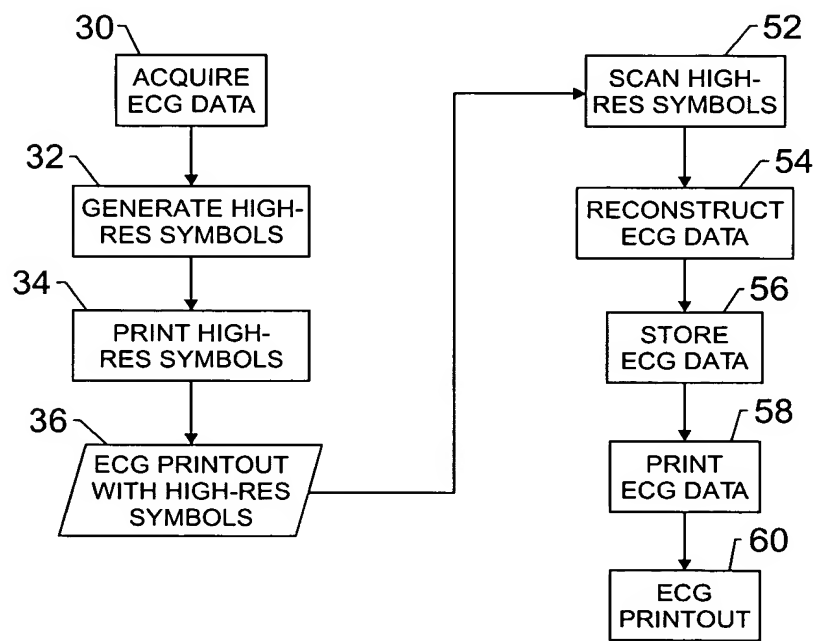 30
ACQUIRE
ECG DATA
32
GENERATE HIGH-
RES SYMBOLS
34
PRINT HIGH-
RES SYMBOLS
36
ECG PRINTOUT
WITH HIGH-RES
SYMBOLS
52
SCAN HIGH-
RES SYMBOLS
54
RECONSTRUCT
ECG DATA
56
STORE
ECG DATA
58
PRINT
ECG DATA
60
ECG
PRINTOUT